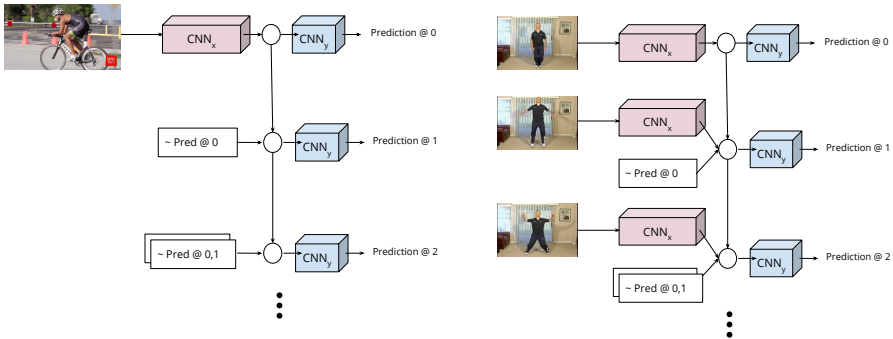 CNNx
CNNy
Prediction @ 0
~ Pred @ 0
CNNy
Prediction @ 1
~ Pred @ 0,1
CNNy
Prediction @ 2
CNNx
CNNy
Prediction @ 0
CNNx
~ Pred @ 0
CNNy
Prediction @ 1
CNNx
~ Pred @ 0,1
CNNy
Prediction @ 2